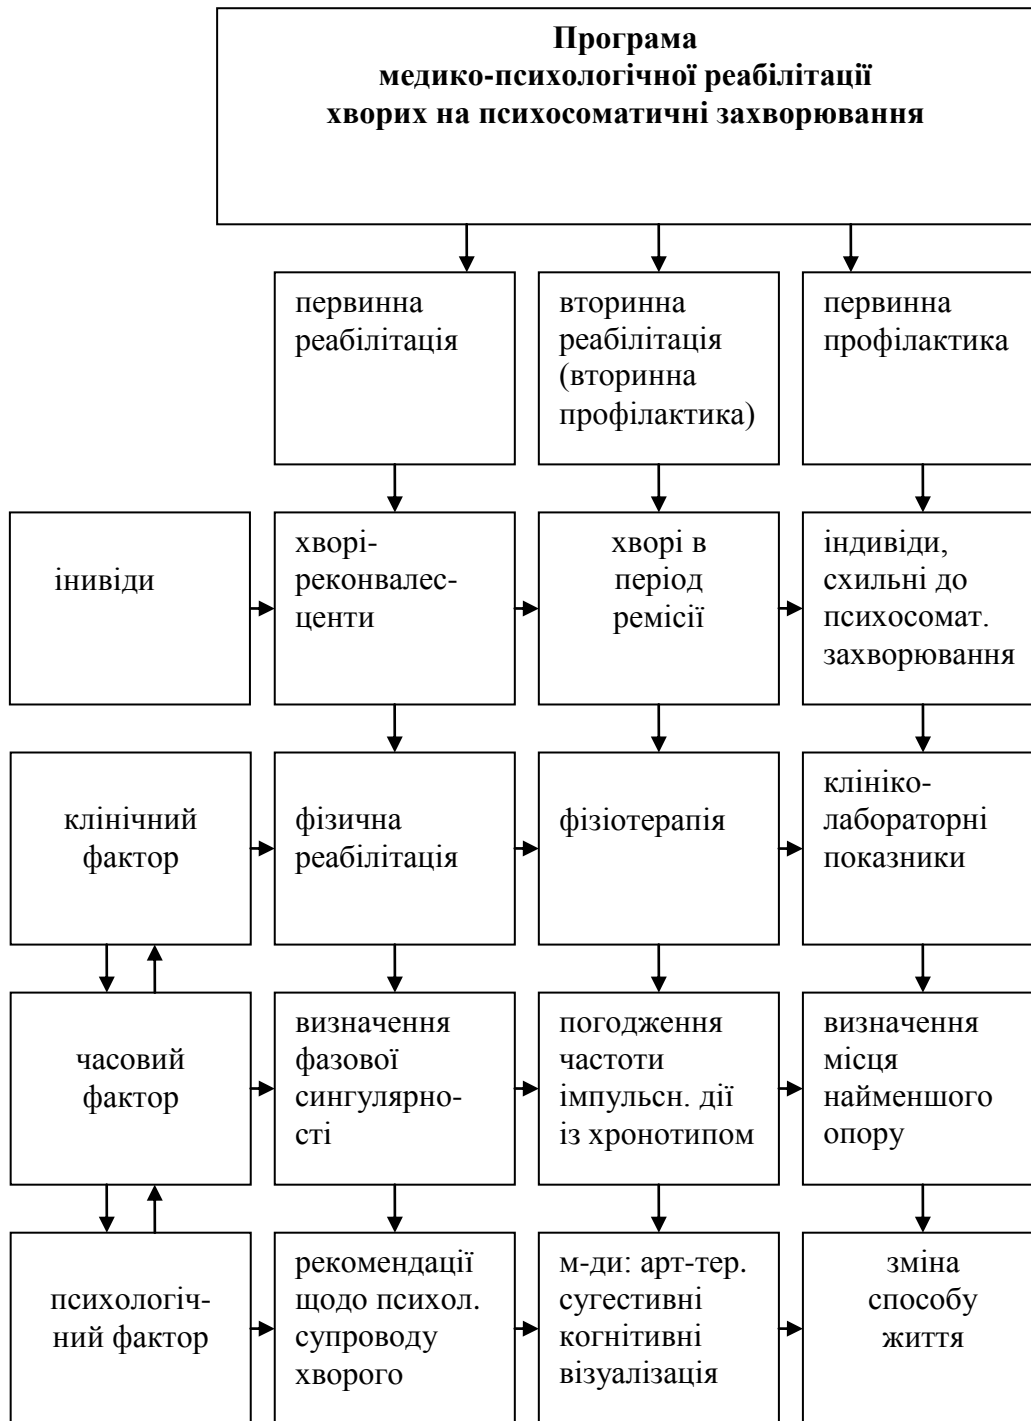 Програма
медико-психологічної реабілітації
хворих на психосоматичні захворювання
первинна
реабілітація
вторинна
реабілітація
(вторинна
профілактика)
первинна
профілактика
інивіди
хворі-
реконвалес-
центи
хворі в
період
ремісії
індивіди,
схильні до
психосомат.
захворювання
клінічний
фактор
фізична
реабілітація
фізіотерапія
клініко-
лабораторні
показники
часовий
фактор
визначення
фазової
сингулярно-
сті
погодження
частоти
імпульсн. дії
із хронотипом
визначення
місця
найменшого
опору
психологіч-
ний фактор
рекомендації
щодо психол.
супроводу
хворого
м-ди: арт-тер.
сугестивні
когнітивні
візуалізація
зміна
способу
життя